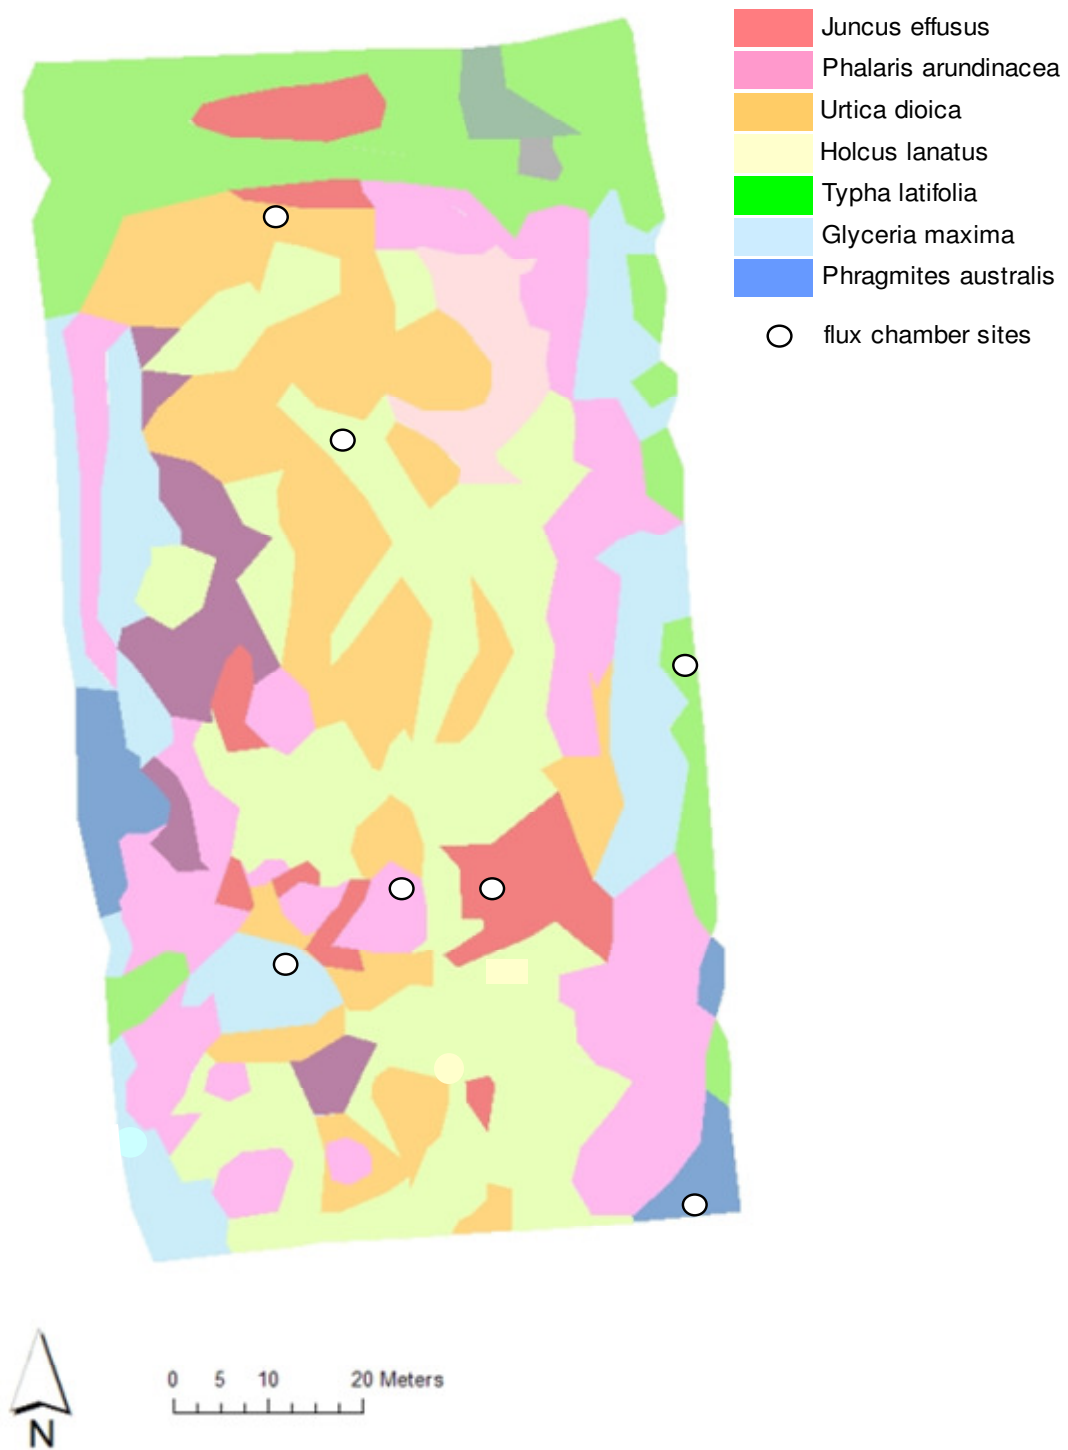 Juncus effusus
Phalaris arundinacea
Urtica dioica
Holcus lanatus
Typha latifolia
Glyceria maxima
Phragmites australis
flux chamber sites
0 5 10 20 Meters
N